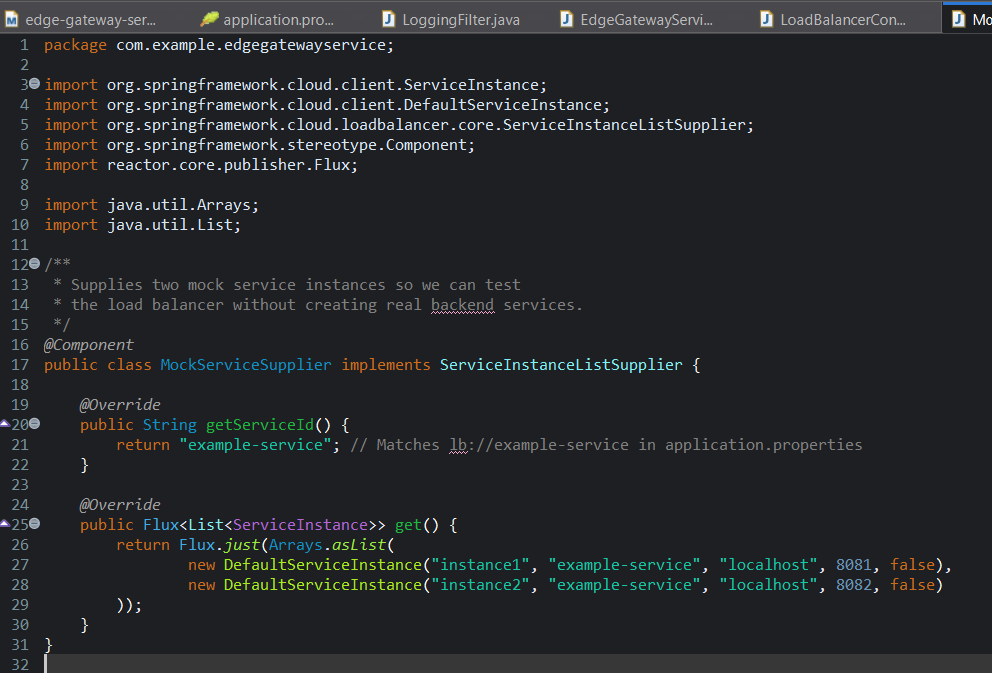 edge-gateway-ser... application.pro... LoggingFilter.java EdgeGatewayServi... LoadBalancerCon... Mo
1 package com.example.edgegatewayservice;
2
3 import org.springframework.cloud.client.ServiceInstance;
4 import org.springframework.cloud.client.DefaultServiceInstance;
5 import org.springframework.cloud.loadbalancer.core.ServiceInstanceListSupplier;
6 import org.springframework.stereotype.Component;
7 import reactor.core.publisher.Flux;
8
9 import java.util.Arrays;
10 import java.util.List;
11
12 /**
13  * Supplies two mock service instances so we can test
14  * the load balancer without creating real backend services.
15  */
16 @Component
17 public class MockServiceSupplier implements ServiceInstanceListSupplier {
18
19     @Override
20     public String getServiceId() {
21         return "example-service"; // Matches lb://example-service in application.properties
22     }
23
24     @Override
25     public Flux<List<ServiceInstance>> get() {
26         return Flux.just(Arrays.asList(
27                 new DefaultServiceInstance("instance1", "example-service", "localhost", 8081, false),
28                 new DefaultServiceInstance("instance2", "example-service", "localhost", 8082, false)
29         ));
30     }
31 }
32